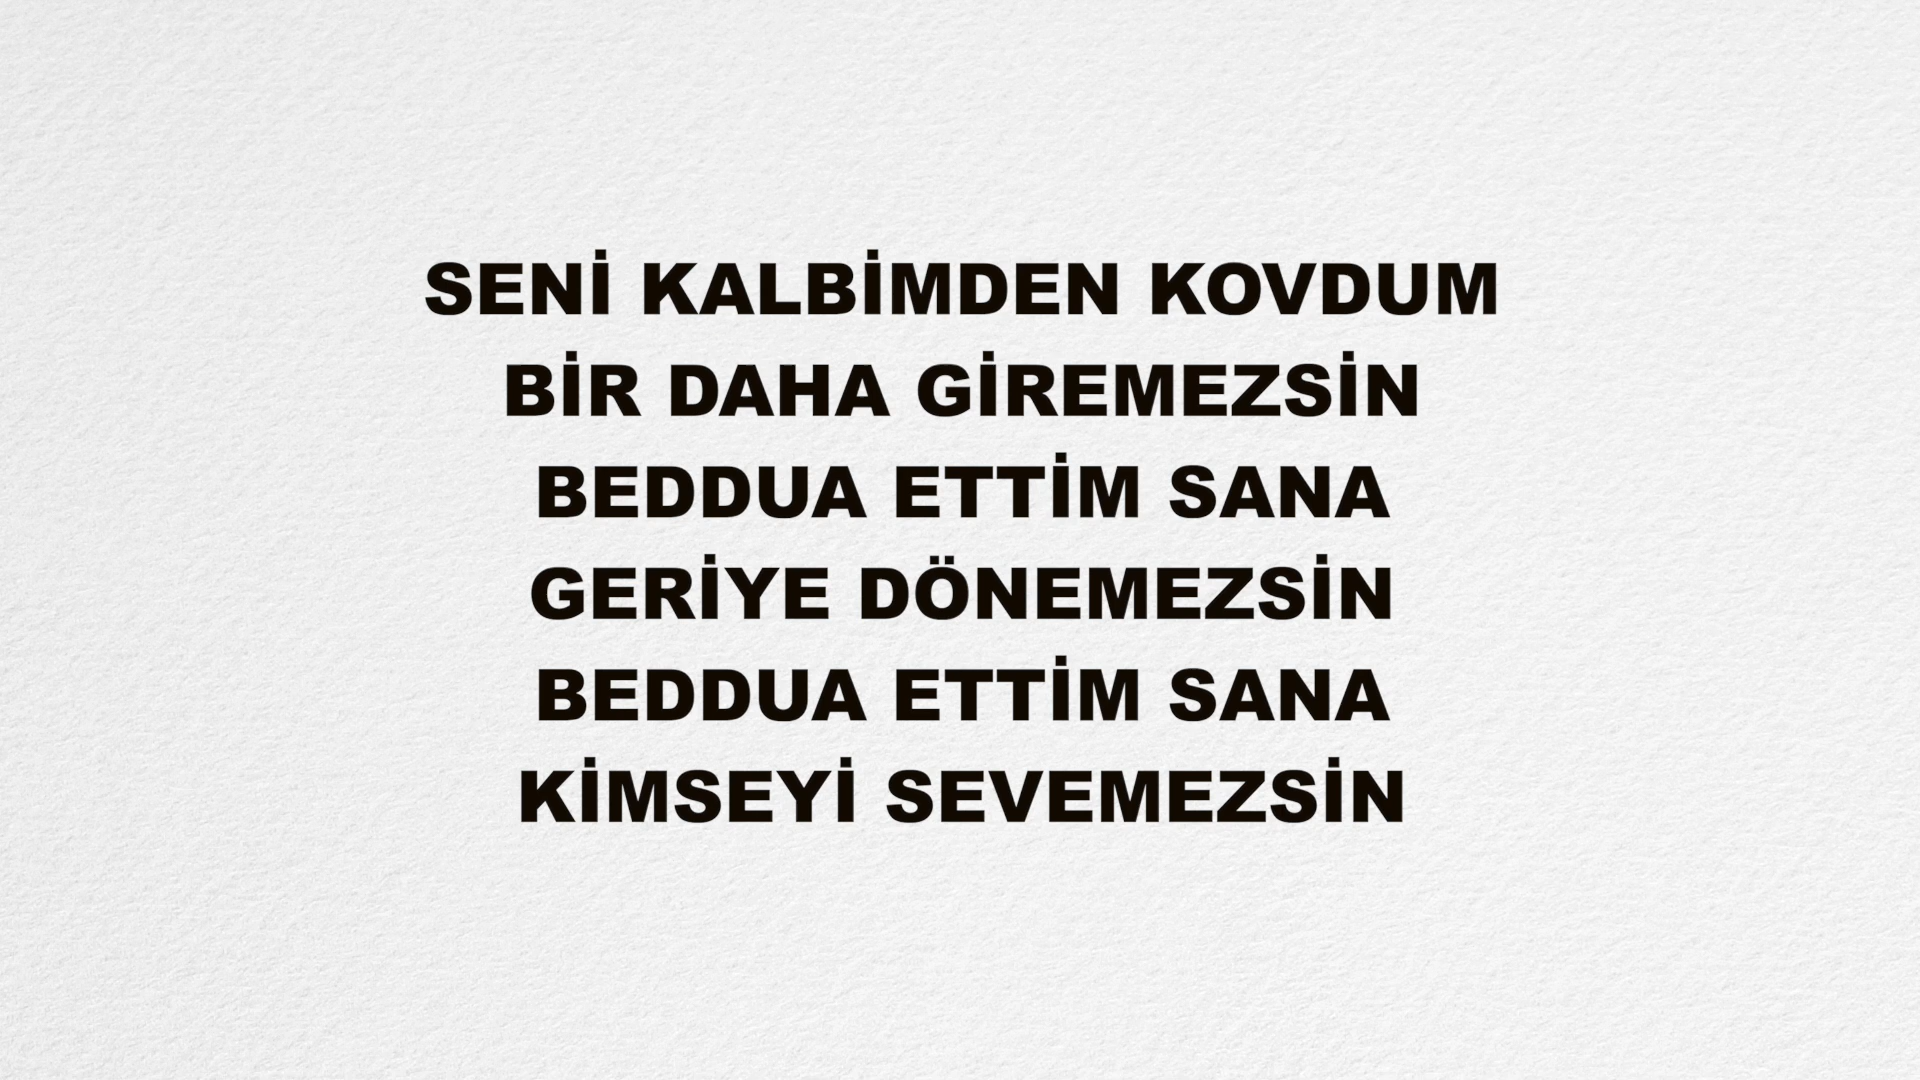 SENİ KALBİMDEN KOVDUM
BİR DAHA GİREMEZSİN
BEDDUA ETTİM SANA
GERİYE DÖNEMEZSİN
BEDDUA ETTİM SANA
KİMSEYİ SEVEMEZSİN